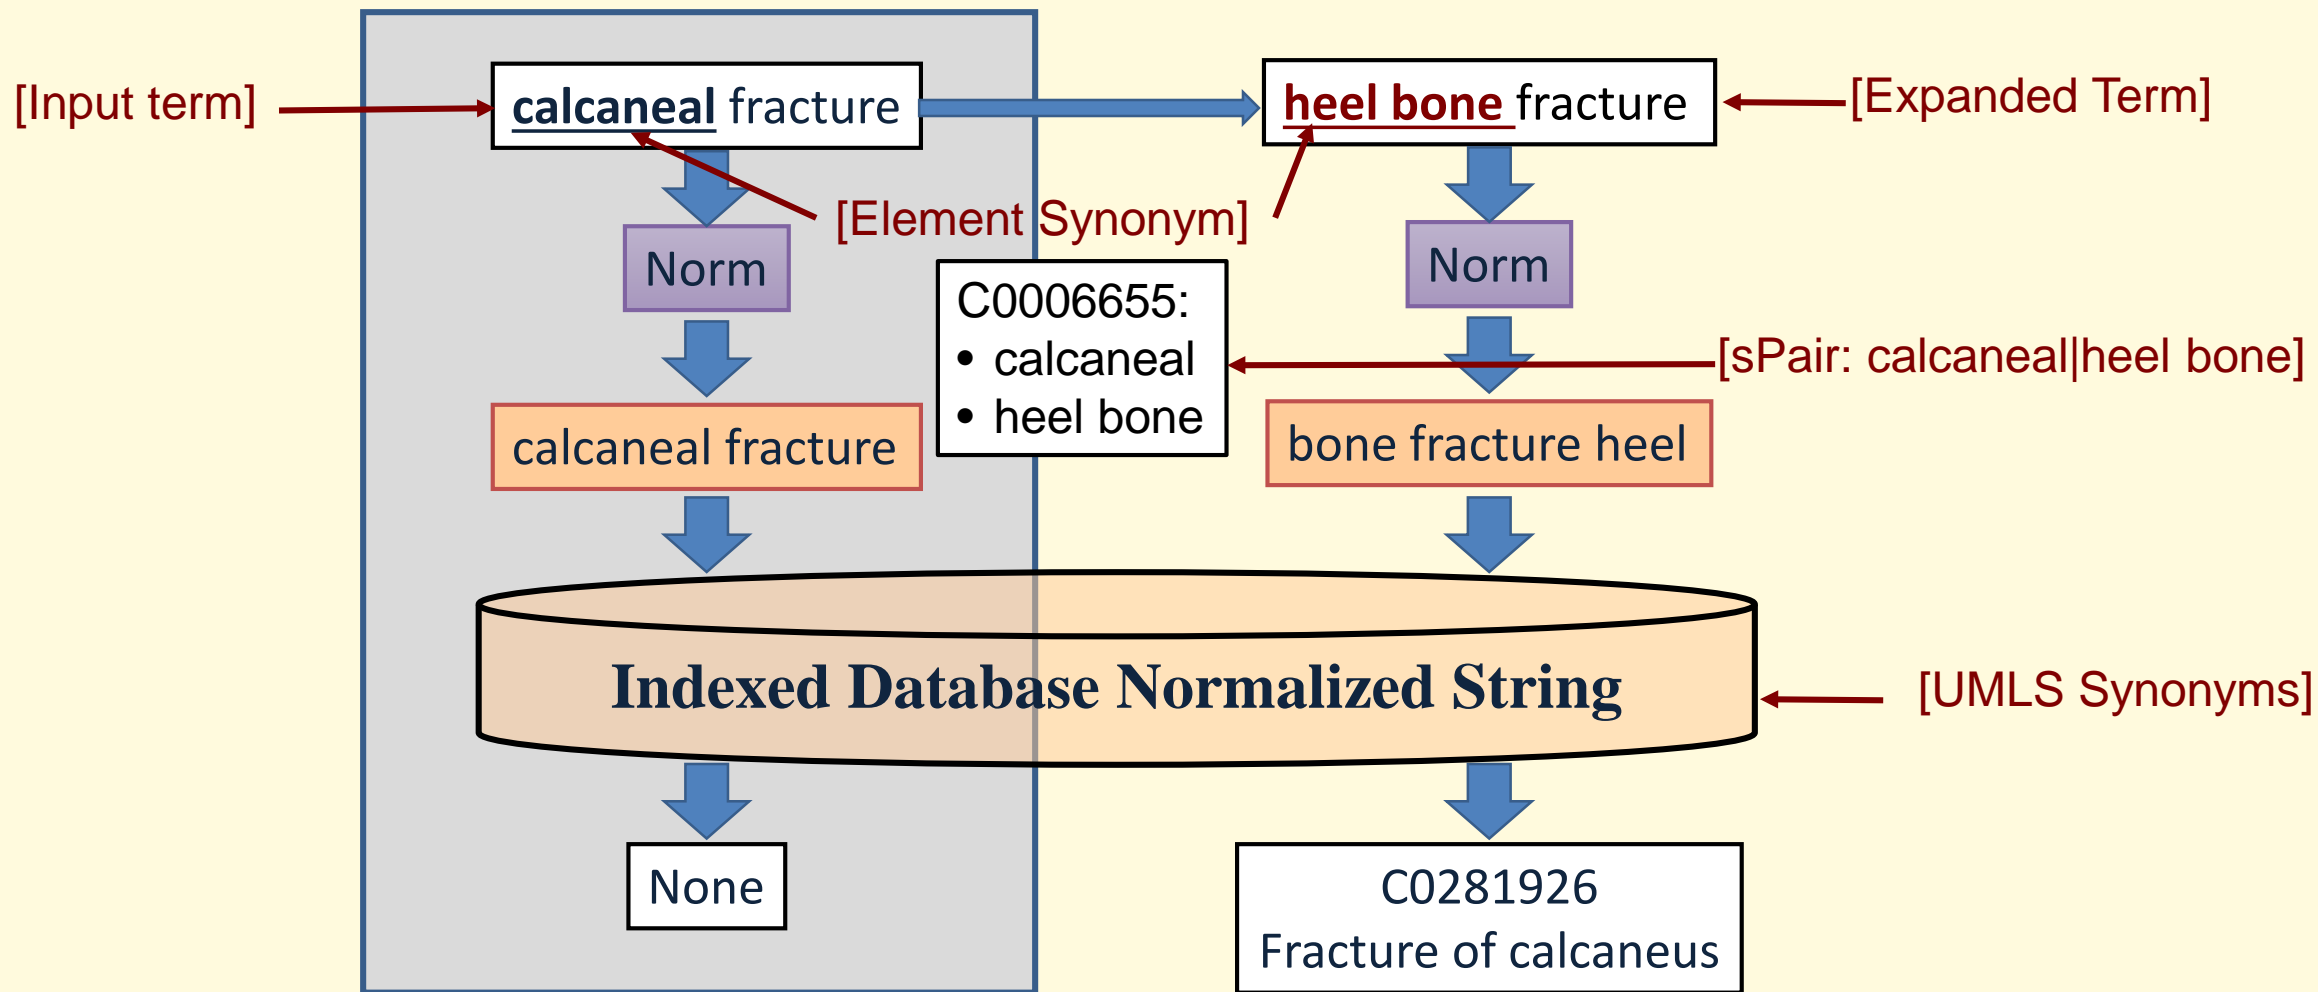 [Input term]
calcaneal fracture
heel bone fracture
[Expanded Term]
[Element Synonym]
Norm
Norm
C0006655:
• calcaneal
• heel bone
[sPair: calcaneal|heel bone]
calcaneal fracture
bone fracture heel
Indexed Database Normalized String
[UMLS Synonyms]
None
C0281926
Fracture of calcaneus